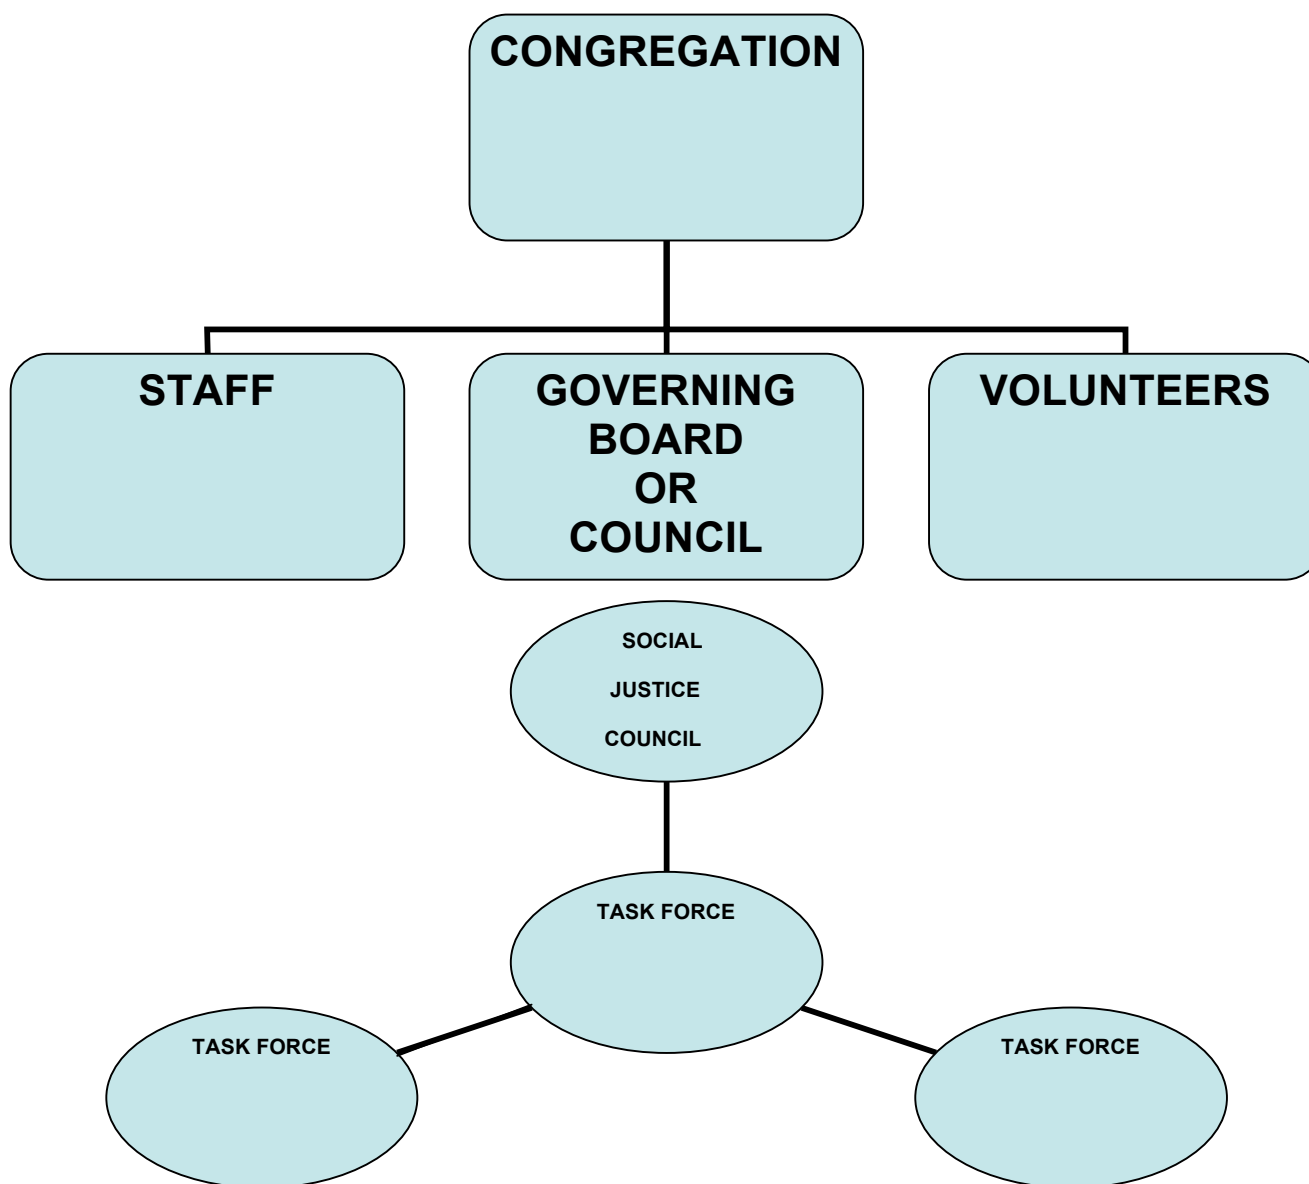 CONGREGATION
STAFF
GOVERNING
BOARD
OR
COUNCIL
VOLUNTEERS
SOCIAL
JUSTICE
COUNCIL
TASK FORCE
TASK FORCE
TASK FORCE